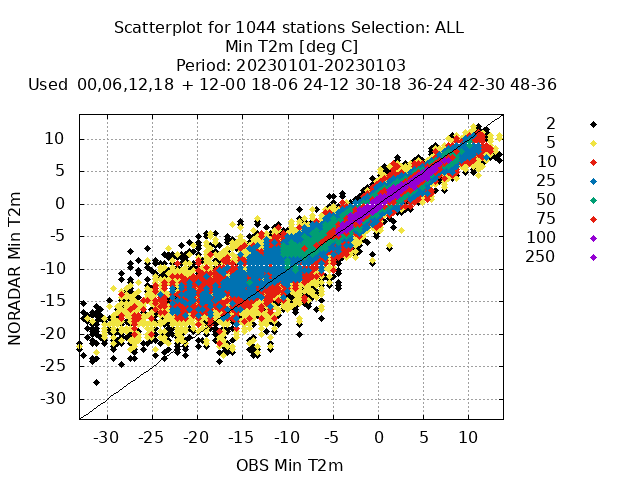 Scatterplot for 1044 stations Selection: ALL
Min T2m [deg C]
Period: 20230101-20230103
Used 00,06,12,18 + 12-00 18-06 24-12 30-18 36-24 42-30 48-36
2
5
10
25
50
75
100
250
10
5
0
-5
-10
-15
-20
-25
-30
NORADAR Min T2m
-30 -25 -20 -15 -10 -5 0 5 10
OBS Min T2m